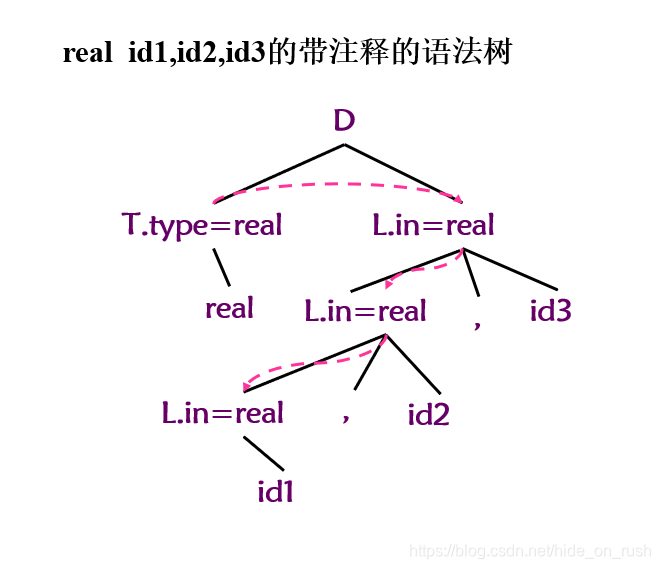 real id1,id2,id3的带注释的语法树
D
T.type=real L.in=real
real L.in=real , id3
L.in=real , id2
id1
https://blog.csdn.net/hide_on_rush